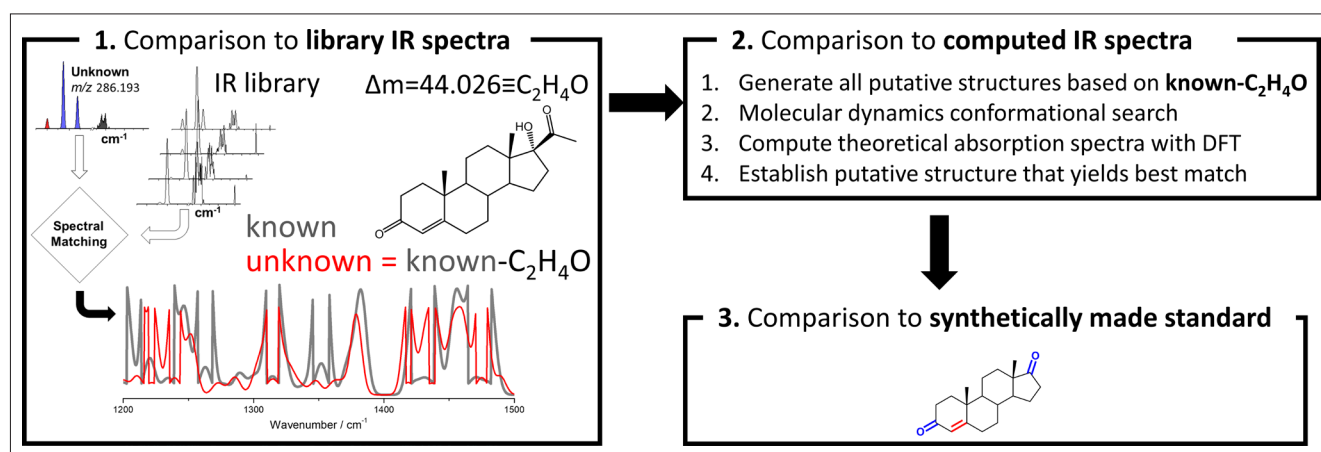 1. Comparison to library IR spectra
Unknown
m/z 286.193
IR library
Δm=44.026≡C₂H₄O
cm⁻¹
cm⁻¹
Spectral
Matching
HO
O
O
known
unknown = known-C₂H₄O
1200 1300 1400 1500
Wavenumber / cm⁻¹
2. Comparison to computed IR spectra
1. Generate all putative structures based on known-C₂H₄O
2. Molecular dynamics conformational search
3. Compute theoretical absorption spectra with DFT
4. Establish putative structure that yields best match
3. Comparison to synthetically made standard
O
O